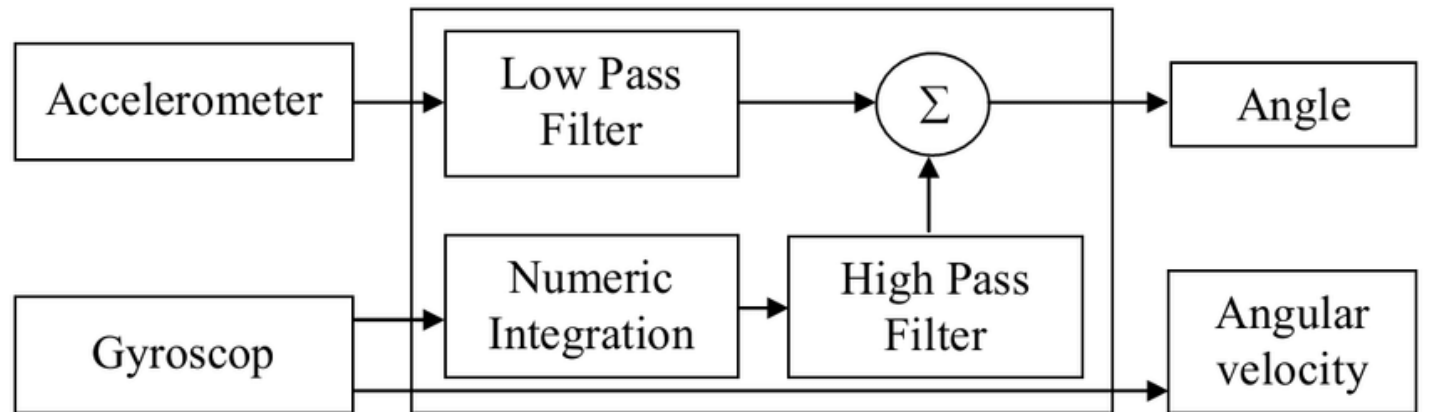 Accelerometer
Low Pass
Filter
Σ
Angle
Gyroscop
Numeric
Integration
High Pass
Filter
Angular
velocity